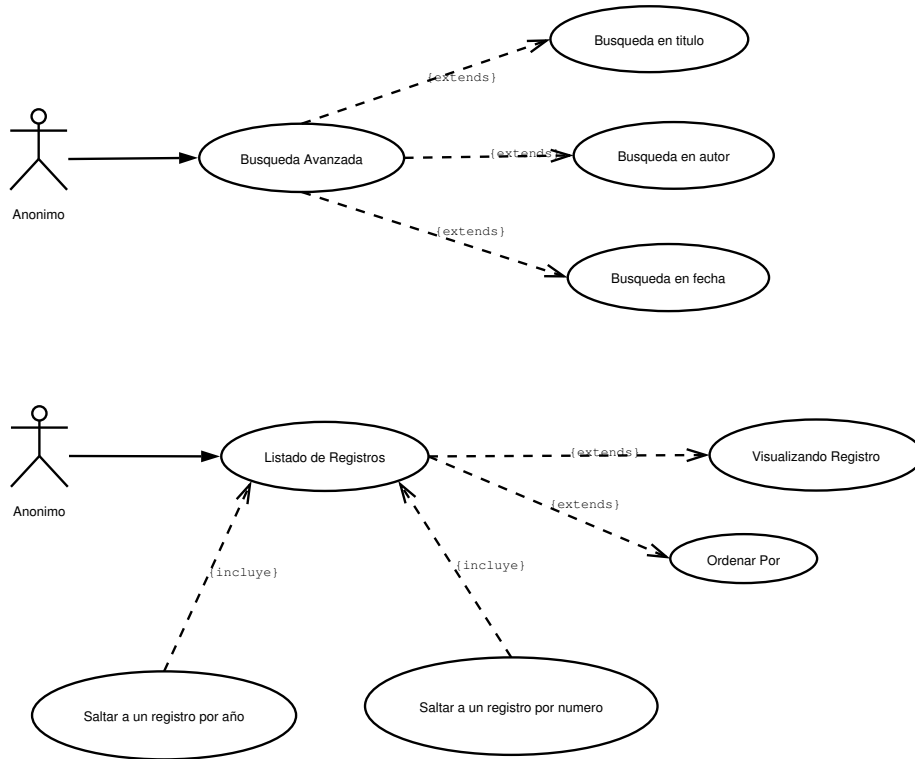 Busqueda en titulo
{extends}
Busqueda Avanzada
{extends}
Busqueda en autor
Anonimo
{extends}
Busqueda en fecha
Listado de Registros
{extends}
Visualizando Registro
Anonimo
{extends}
Ordenar Por
{incluye}
{incluye}
Saltar a un registro por año
Saltar a un registro por numero